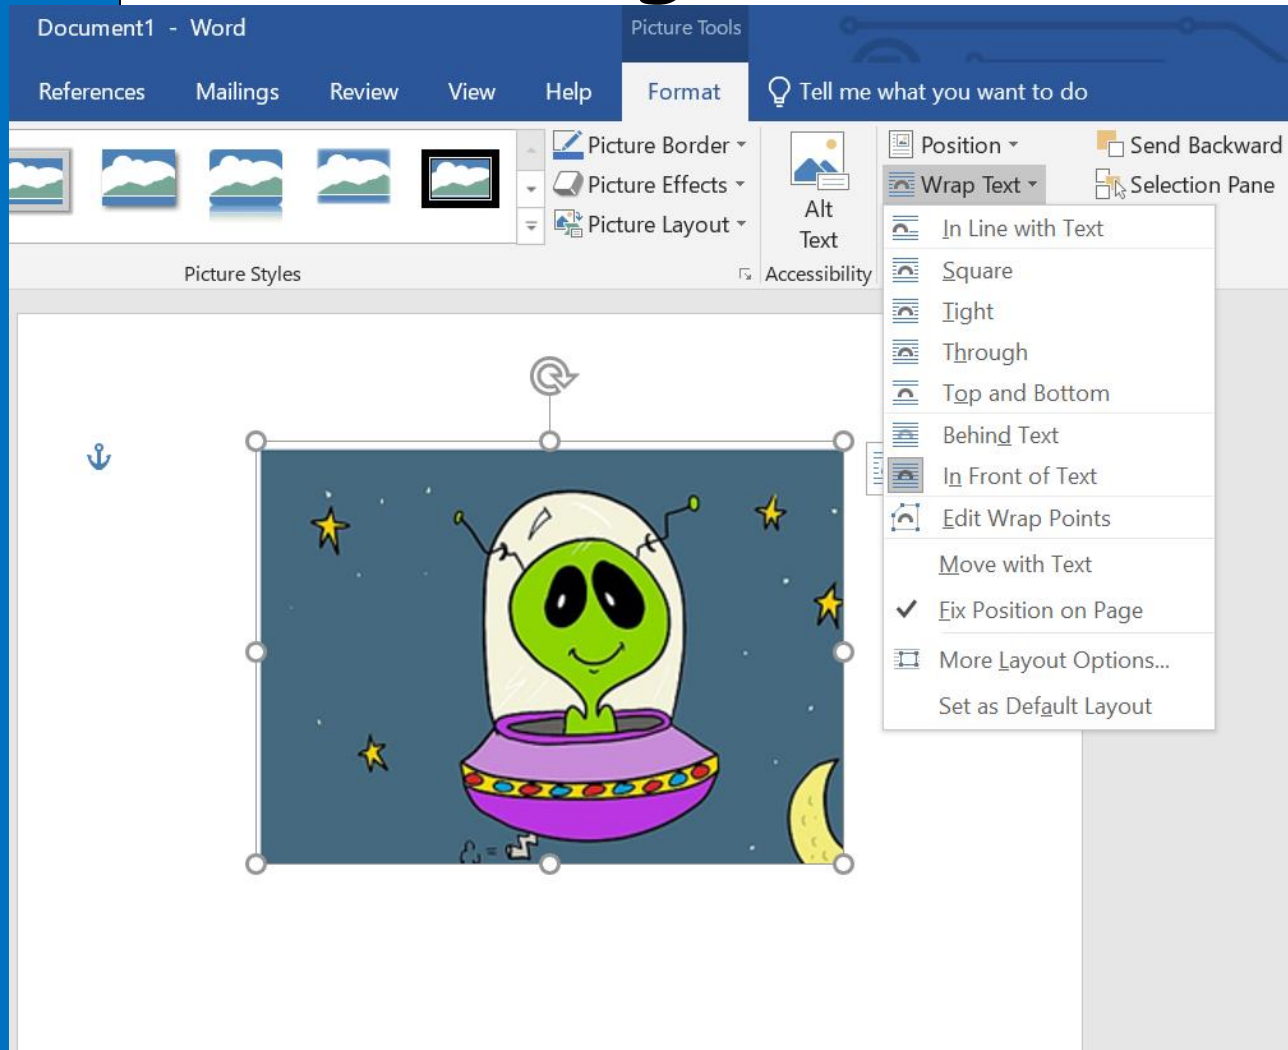 Document1 - Word
Picture Tools
References Mailings Review View Help Format Tell me what you want to do
Picture Border
Picture Effects
Picture Layout
Alt
Text
Position
Wrap Text
Send Backward
Selection Pane
Picture Styles
Accessibility
In Line with Text
Square
Tight
Through
Top and Bottom
Behind Text
In Front of Text
Edit Wrap Points
Move with Text
Fix Position on Page
More Layout Options...
Set as Default Layout